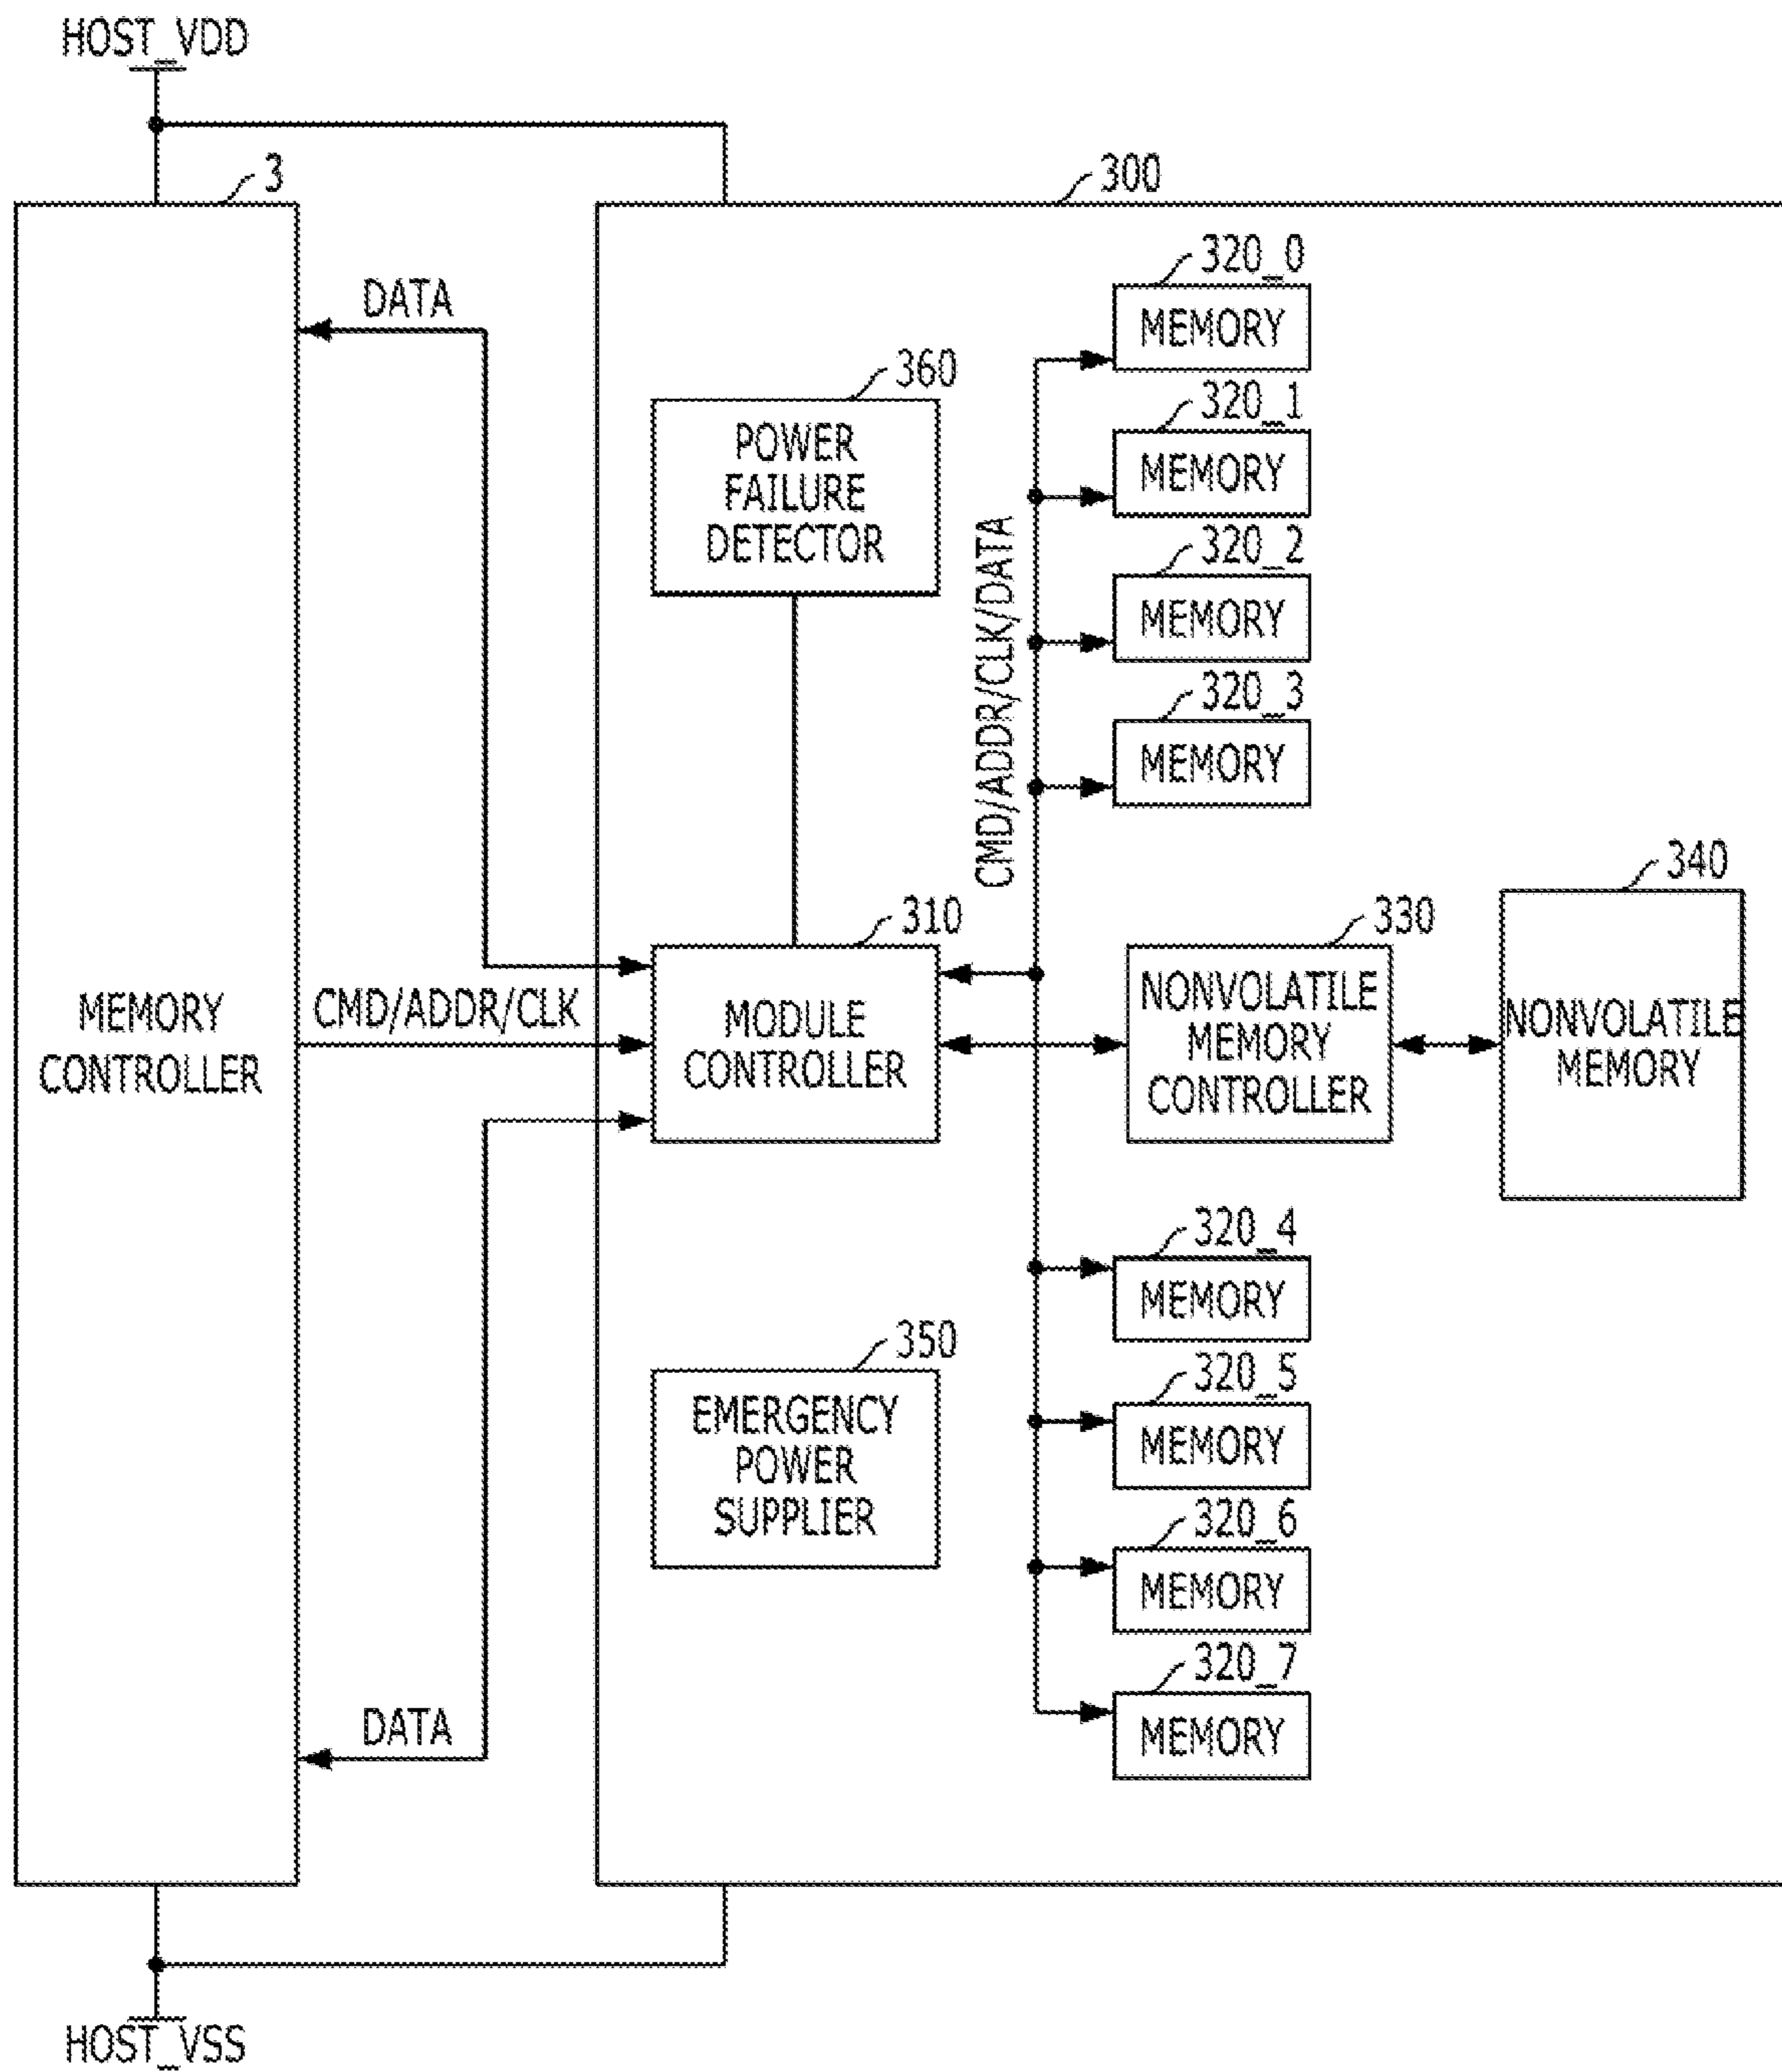 HOST_VDD
3
300
320_0
DATA
MEMORY
360
320_1
POWER
FAILURE
DETECTOR
MEMORY
320_2
MEMORY
CMD/ADDR/CLK/DATA
320_3
MEMORY
340
310
330
MEMORY
CONTROLLER
CMD/ADDR/CLK
MODULE
CONTROLLER
NONVOLATILE
MEMORY
CONTROLLER
NONVOLATILE
MEMORY
320_4
MEMORY
350
320_5
EMERGENCY
POWER
SUPPLIER
MEMORY
320_6
MEMORY
320_7
DATA
MEMORY
HOST_VSS